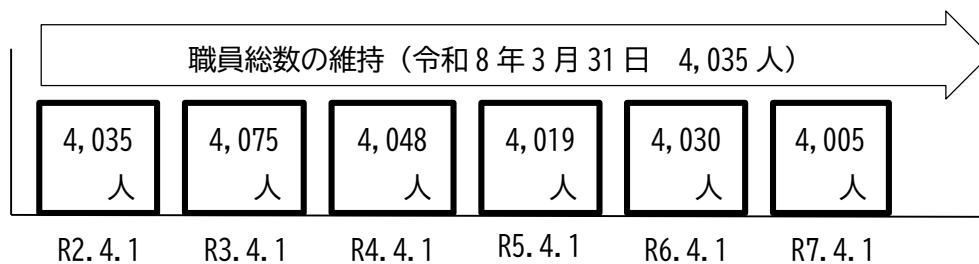 職員総数の維持（令和８年３月31日　4,035人）
4,035
人
4,075
人
4,048
人
4,019
人
4,030
人
4,005
人
R2.4.1
R3.4.1
R4.4.1
R5.4.1
R6.4.1
R7.4.1